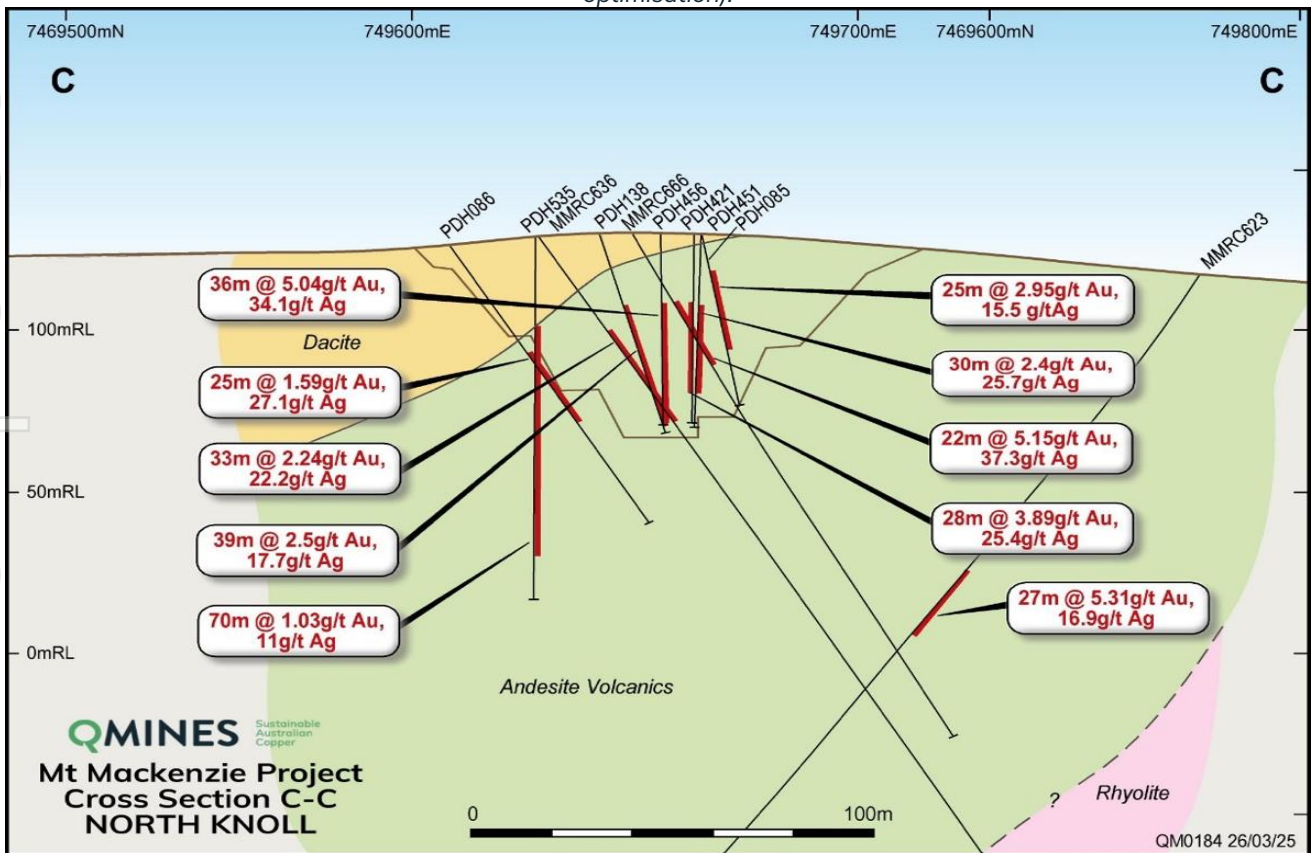 optimisation).
7469500mN
749600mE
749700mE
7469600mN
749800mE
C
C
PDH086
PDH535
MMRC636
PDH138
MMRC666
PDH456
PDH421
PDH451
PDH085
MMRC623
36m @ 5.04g/t Au,
34.1g/t Ag
Dacite
25m @ 1.59g/t Au,
27.1g/t Ag
33m @ 2.24g/t Au,
22.2g/t Ag
39m @ 2.5g/t Au,
17.7g/t Ag
70m @ 1.03g/t Au,
11g/t Ag
25m @ 2.95g/t Au,
15.5 g/tAg
30m @ 2.4g/t Au,
25.7g/t Ag
22m @ 5.15g/t Au,
37.3g/t Ag
28m @ 3.89g/t Au,
25.4g/t Ag
27m @ 5.31g/t Au,
16.9g/t Ag
100mRL
50mRL
0mRL
Andesite Volcanics
QMINES
Sustainable
Australian
Copper
Mt Mackenzie Project
Cross Section C-C
NORTH KNOLL
0
100m
?
Rhyolite
QM0184 26/03/25